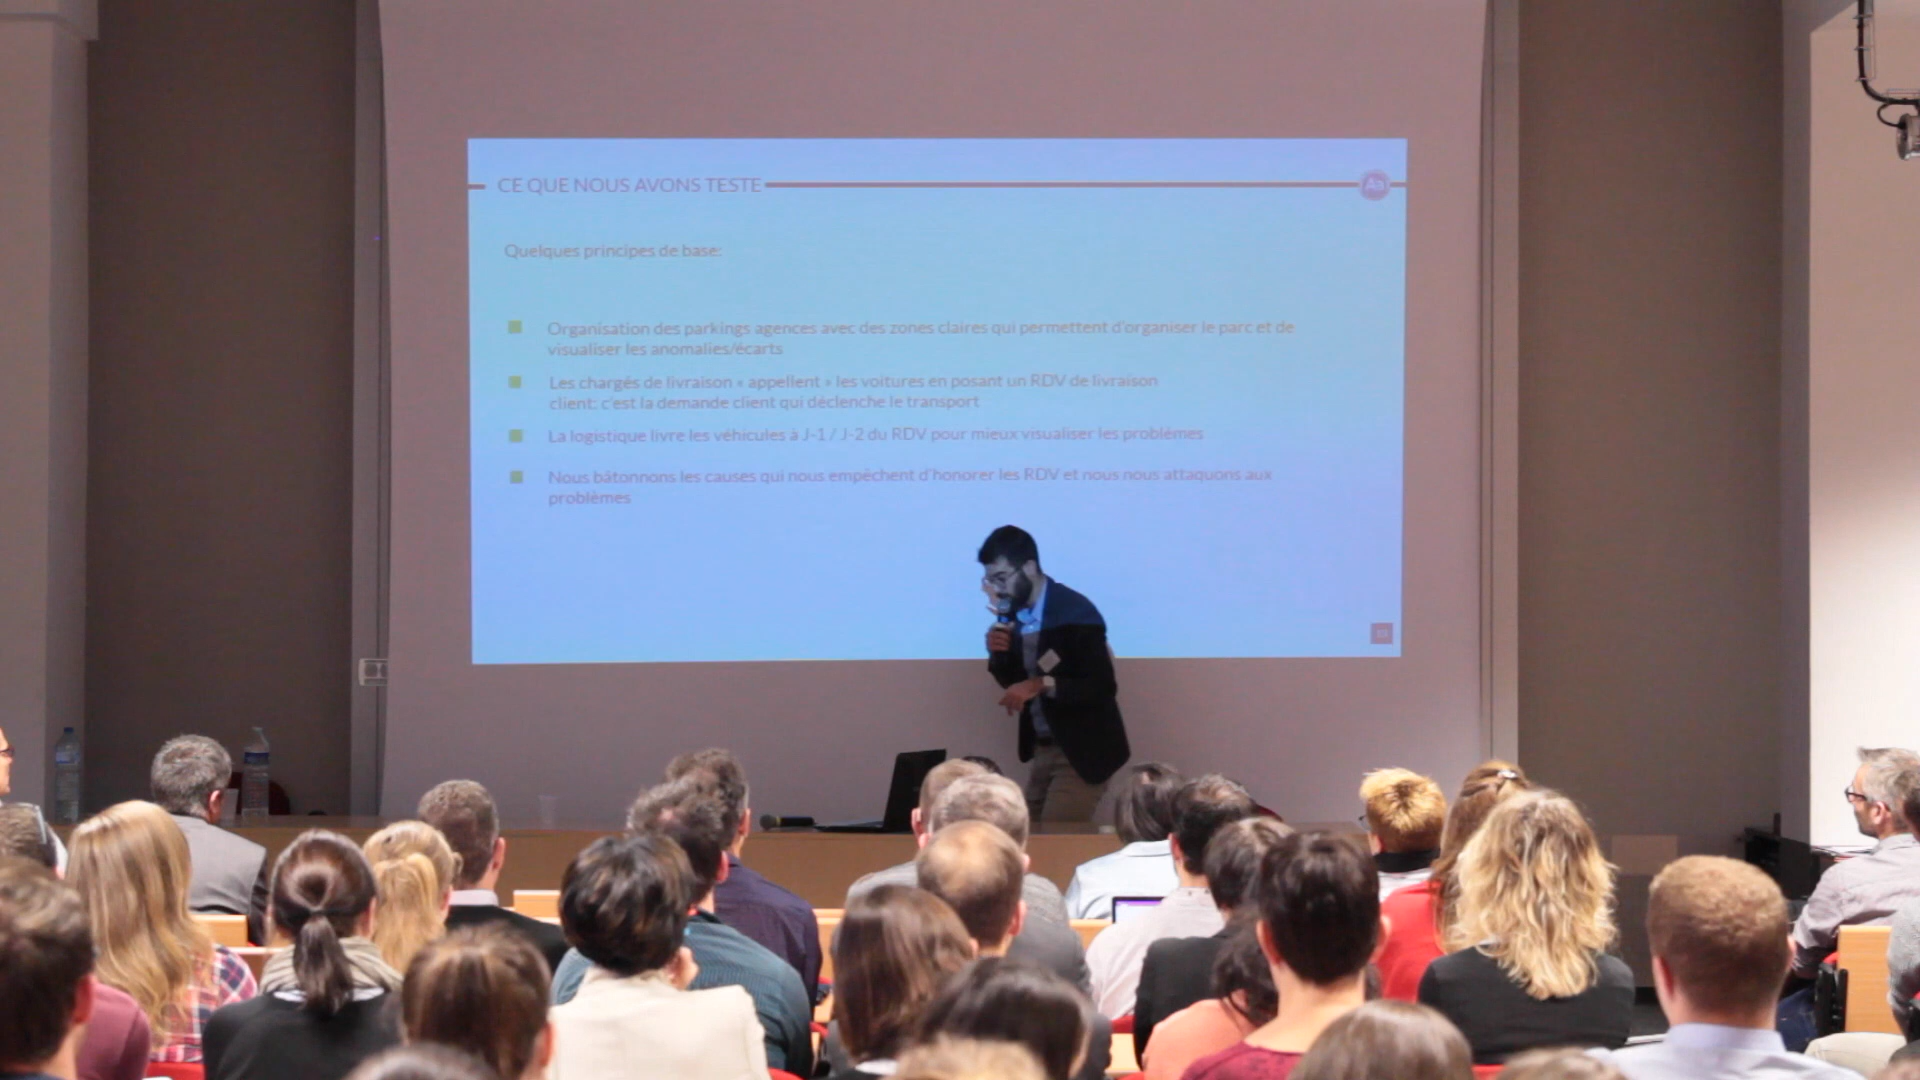 CE QUE NOUS AVONS TESTE
Aa
Quelques principes de base:
Organisation des parkings agences avec des zones claires qui permettent d'organiser le parc et de
visualiser les anomalies/écarts
Les chargés de livraison « appellent » les voitures en posant un RDV de livraison
client: c'est la demande client qui déclenche le transport
La logistique livre les véhicules à J-1 / J-2 du RDV pour mieux visualiser les problèmes
Nous bâtonnons les causes qui nous empêchent d'honorer les RDV et nous nous attaquons aux
problèmes